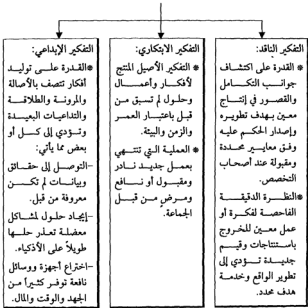 التفكير الناقد:
* القدرة على اكتشاف
جوانب التكامل
والقصور في إنتاج
معين بهدف تطويره
وإصدار الحكم عليه
وفق معايير محددة
ومقبولة عند أصحاب
التخصص.
* النظرة الدقيقة
الفاحصة لفكرة أو
عمل معين للخروج
باستنتاجات وقيم
جديدة تؤدي إلى
تطوير الواقع وخدمة
هدف محدد.
التفكير الابتكاري:
* التفكير الأصيل المنتج
لأفكار وأعمال
وحلول لم تسبق من
قبل باعتبار العمر
والزمن والبيئة.
* العملية التي تنتهي
بعمل جديد نادر
ومقبول أو نافع
ومرض من قبل
الجماعة.
التفكير الإبداعي:
* القدرة على توليد
أفكار تتصف بالأصالة
والمرونة والطلاقة
والتداعيات البعيدة
وتؤدي إلى كل أو
بعض مما يأتي:
-التوصل إلى حقائق
وبيانات لم تكن
معروفة من قبل.
-إيجاد حلول لمشاكل
معضلة تعذر حلها
طويلاً على الأذكياء.
-اختراع أجهزة ووسائل
نافعة توفر كثيراً من
الجهد والوقت والمال.